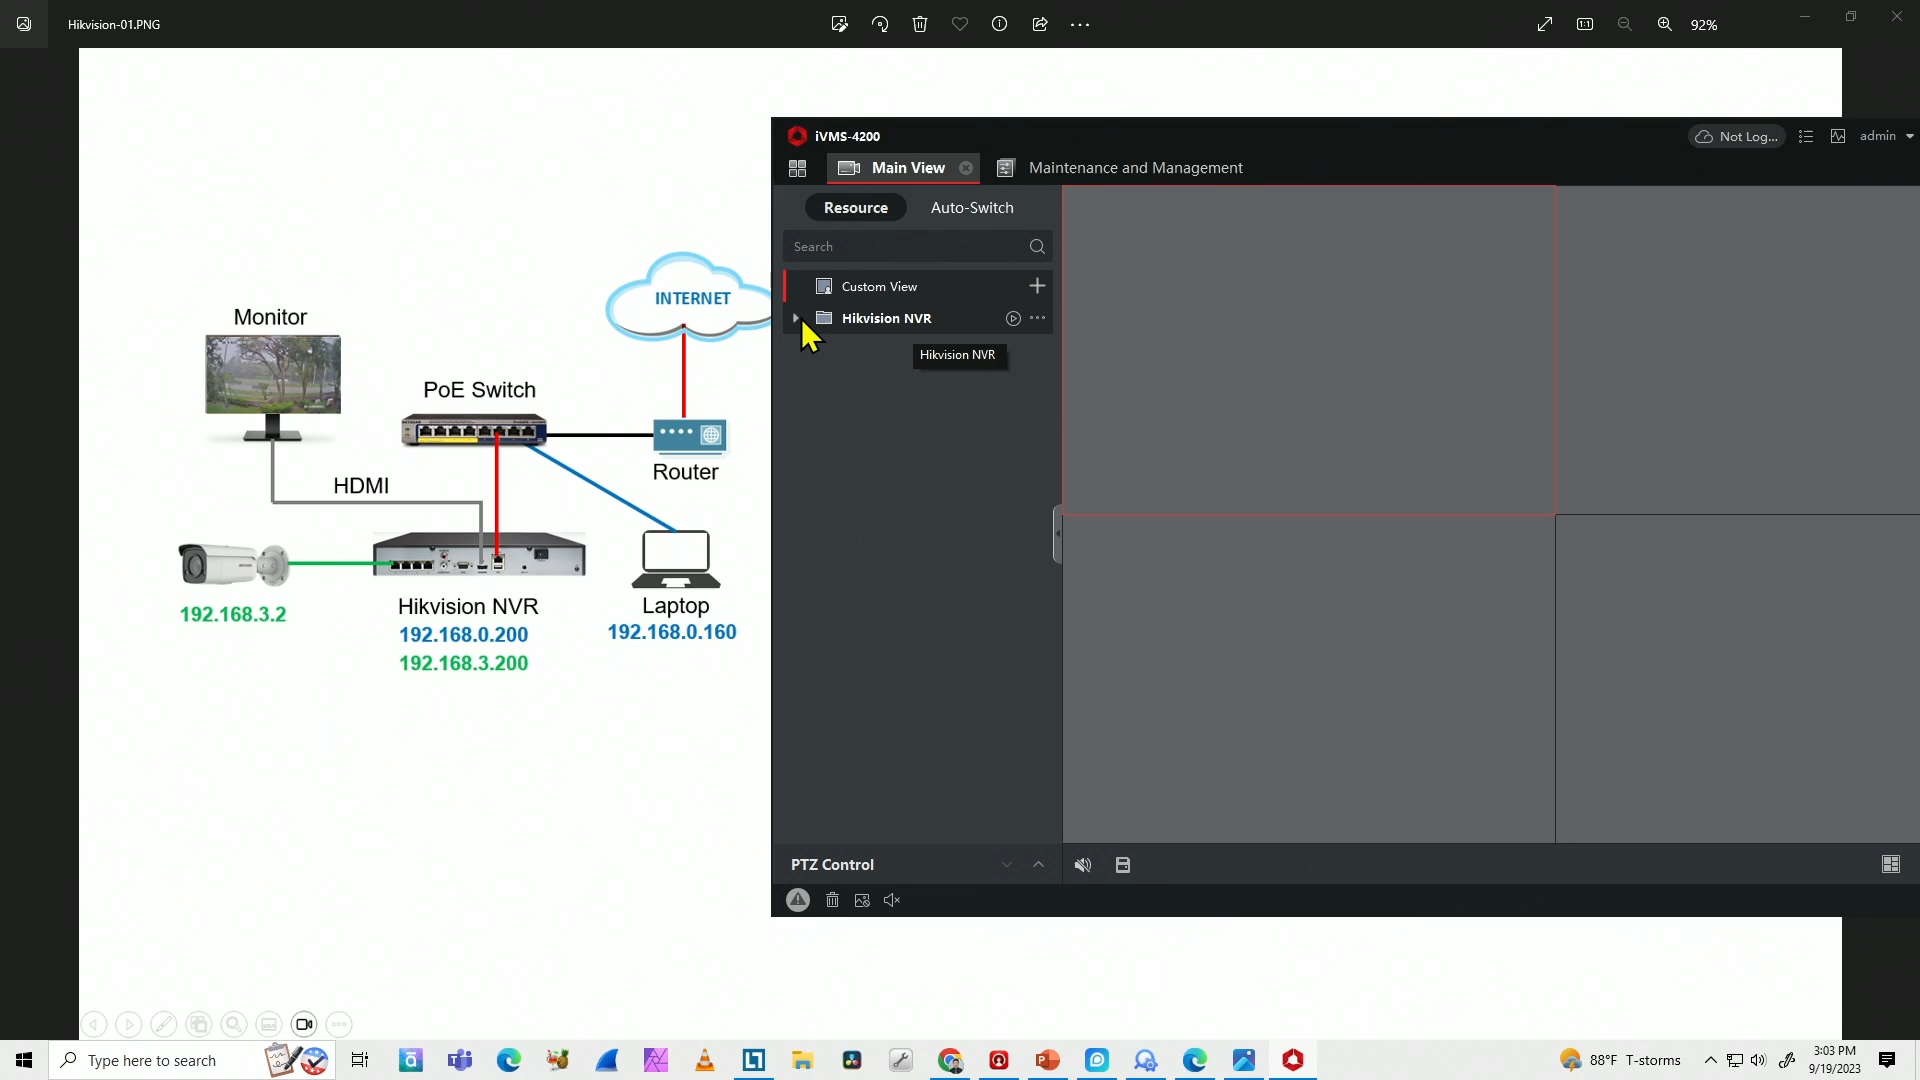 Hikvision-01.PNG
92%
iVMS-4200
Not Log...
admin
Main View
Maintenance and Management
Resource
Auto-Switch
Search
Custom View
Hikvision NVR
Hikvision NVR
INTERNET
Monitor
PoE Switch
Router
HDMI
192.168.3.2
Hikvision NVR
192.168.0.200
192.168.3.200
Laptop
192.168.0.160
PTZ Control
Type here to search
88°F T-storms
3:03 PM
9/19/2023